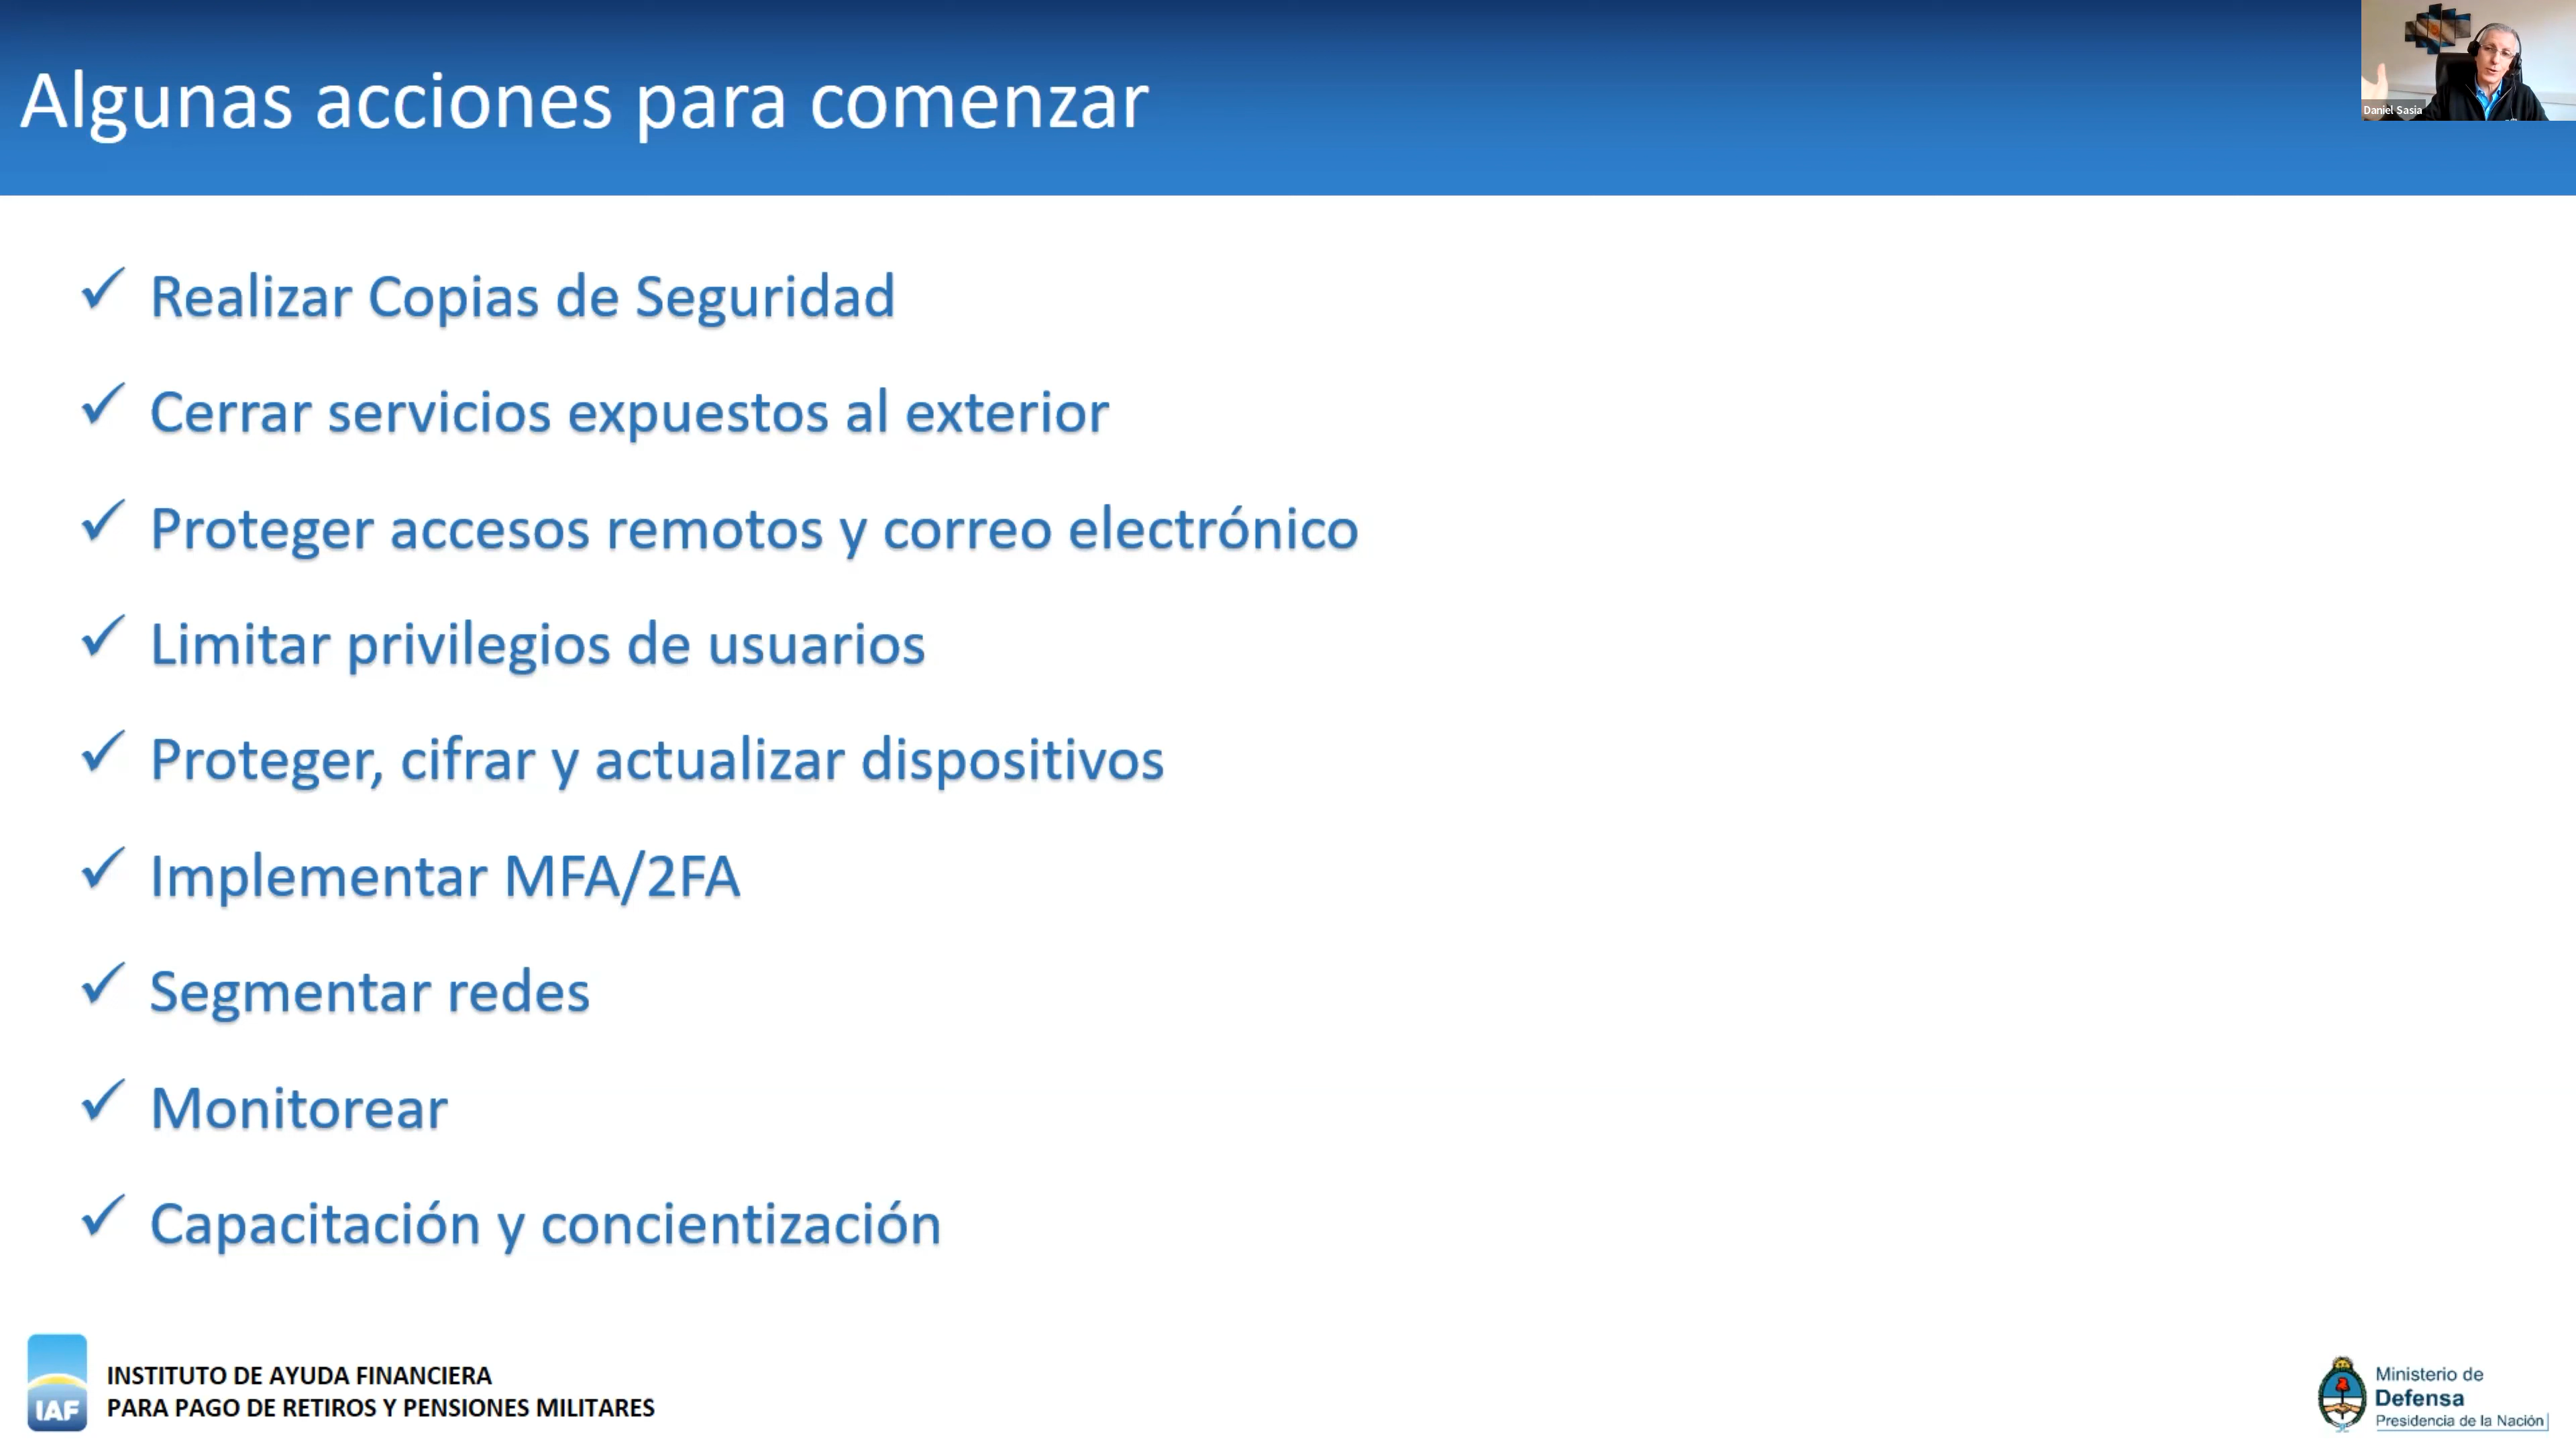 Algunas acciones para comenzar
Daniel Sasia
✓ Realizar Copias de Seguridad
✓ Cerrar servicios expuestos al exterior
✓ Proteger accesos remotos y correo electrónico
✓ Limitar privilegios de usuarios
✓ Proteger, cifrar y actualizar dispositivos
✓ Implementar MFA/2FA
✓ Segmentar redes
✓ Monitorear
✓ Capacitación y concientización
IAF
INSTITUTO DE AYUDA FINANCIERA
PARA PAGO DE RETIROS Y PENSIONES MILITARES
Ministerio de
Defensa
Presidencia de la Nación